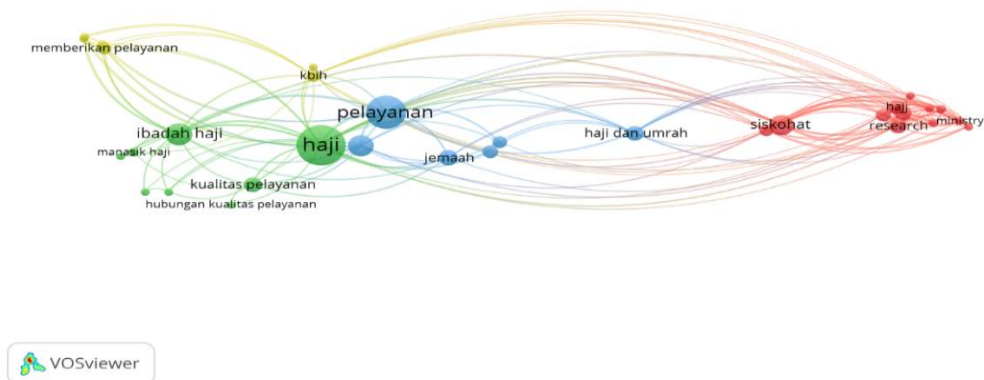 memberikan pelayanan
kbih
pelayanan
ibadah haji
haji
manasik haji
jemaah
haji dan umrah
siskohat
hajj
research
ministry
kualitas pelayanan
hubungan kualitas pelayanan
VOSviewer